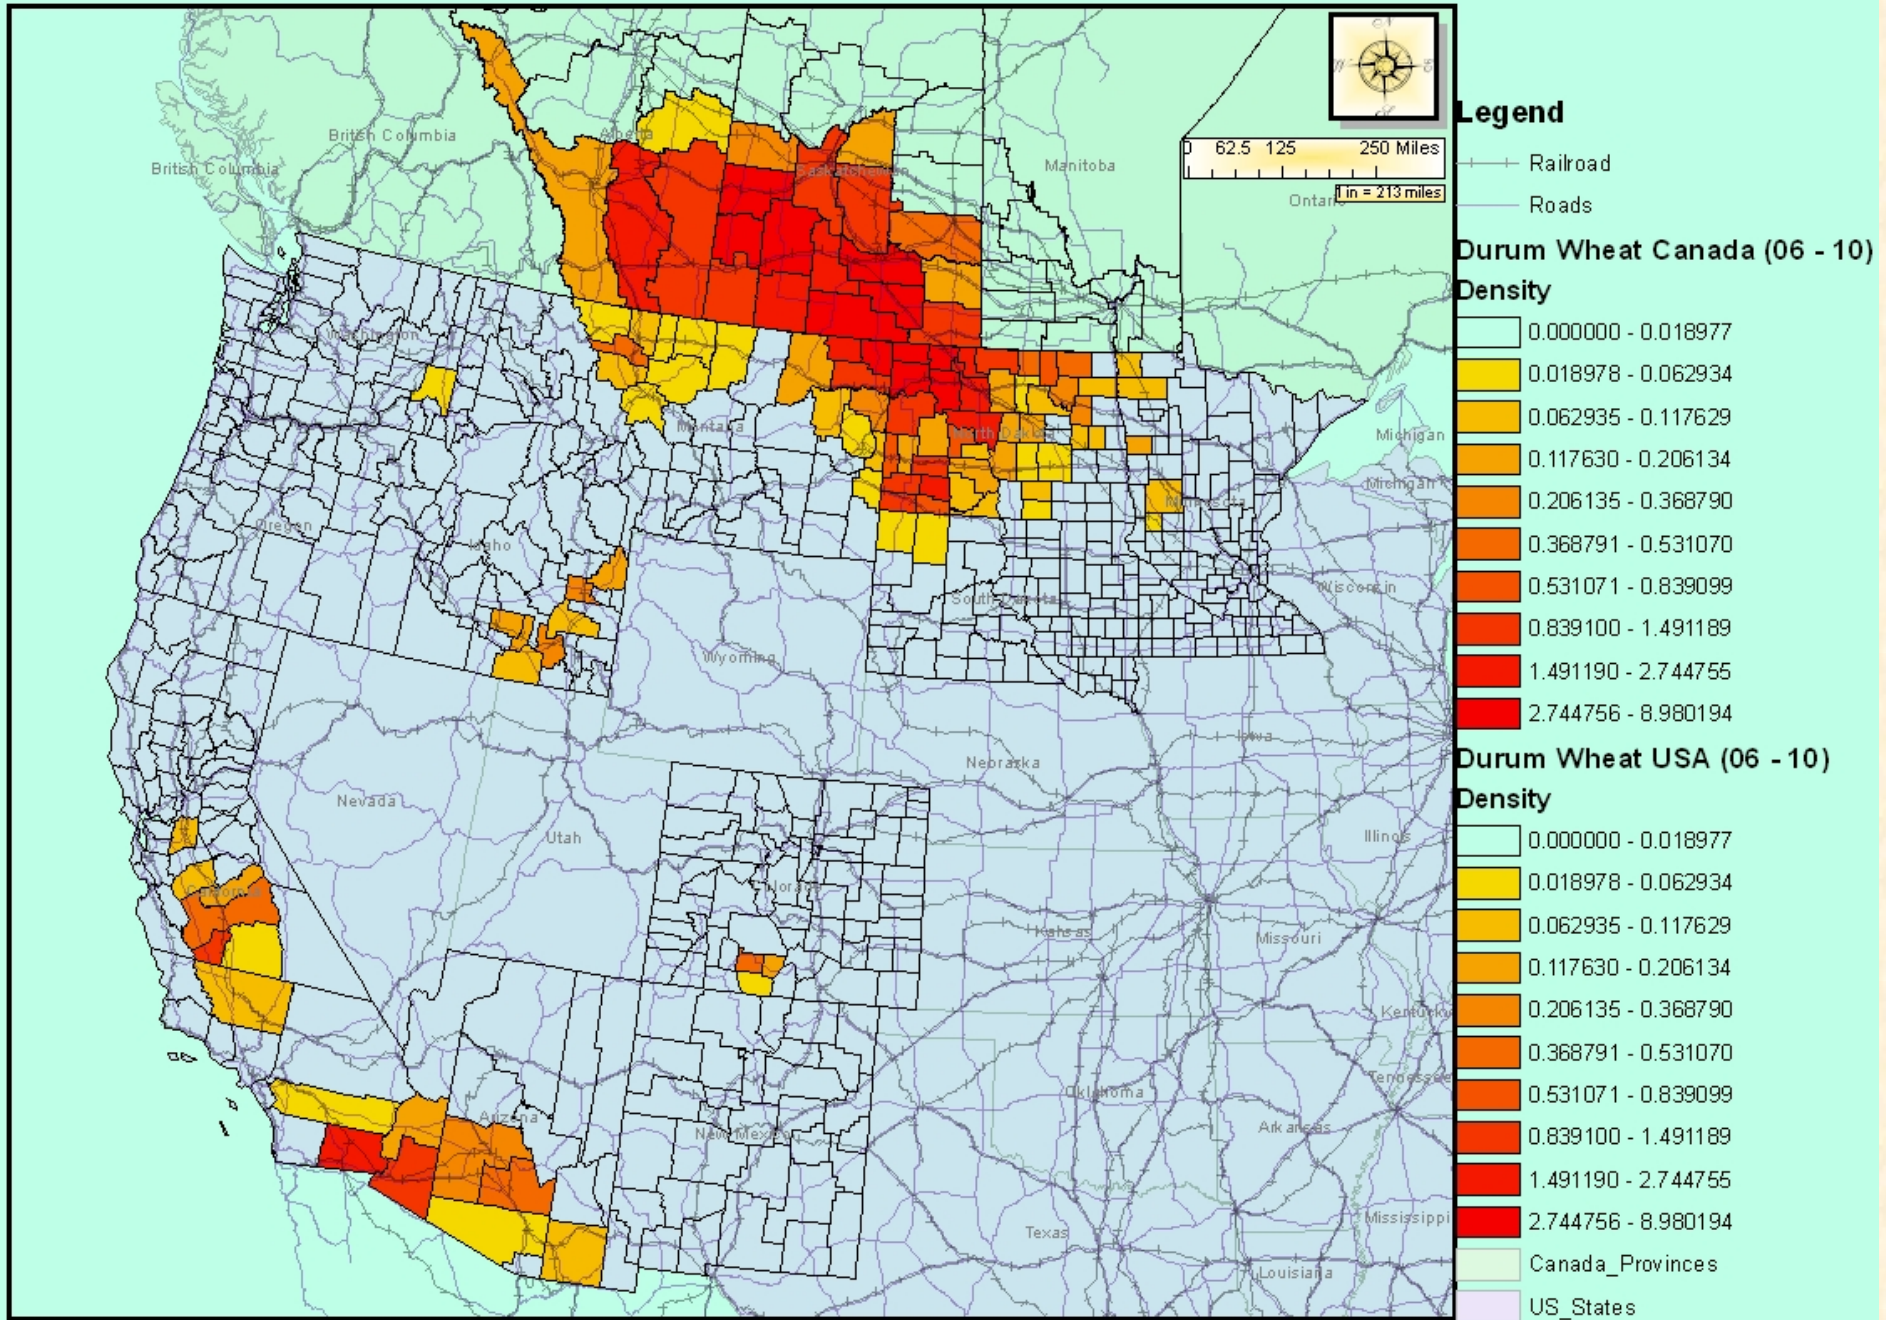 N
W
E
S
0 62.5 125 250 Miles
1 in = 213 miles
British Columbia
British Columbia
Alberta
Saskatchewan
Manitoba
Ontario
Washington
Montana
North Dakota
Michigan
Michigan
Minnesota
Oregon
Idaho
Wisconsin
South Dakota
Wyoming
Iowa
Nebraska
Nevada
Utah
Illinois
California
Colorado
Kansas
Missouri
Kentucky
Tennessee
Oklahoma
Arizona
Arkansas
New Mexico
Mississippi
Texas
Louisiana
Legend
Railroad
Roads
Durum Wheat Canada (06 - 10)
Density
0.000000 - 0.018977
0.018978 - 0.062934
0.062935 - 0.117629
0.117630 - 0.206134
0.206135 - 0.368790
0.368791 - 0.531070
0.531071 - 0.839099
0.839100 - 1.491189
1.491190 - 2.744755
2.744756 - 8.980194
Durum Wheat USA (06 - 10)
Density
0.000000 - 0.018977
0.018978 - 0.062934
0.062935 - 0.117629
0.117630 - 0.206134
0.206135 - 0.368790
0.368791 - 0.531070
0.531071 - 0.839099
0.839100 - 1.491189
1.491190 - 2.744755
2.744756 - 8.980194
Canada_Provinces
US_States